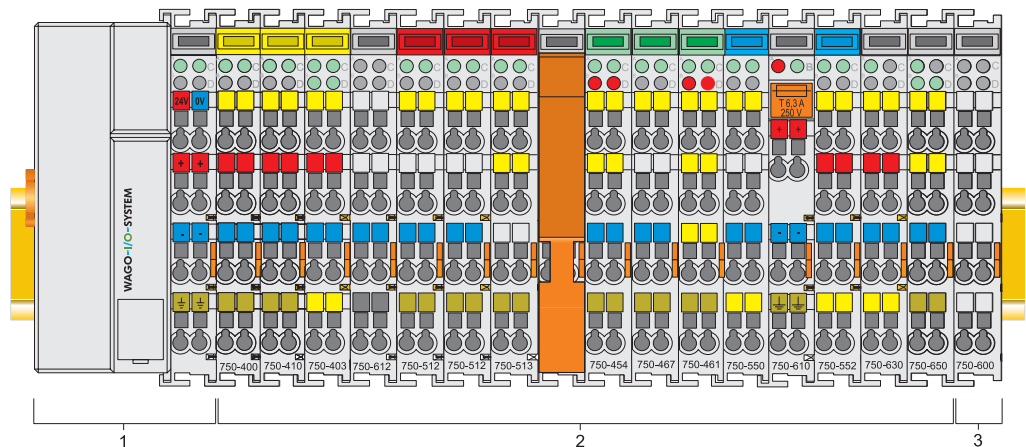 C C C C C C C C C C C B C C C C
D D D D D D D D D D D D D D D
24V 0V
T 6,3 A
250 V
+ +
+ +
- -
- -
WAGO-I/O-SYSTEM
750-400 750-410 750-403 750-612 750-512 750-512 750-513 750-454 750-467 750-461 750-550 750-610 750-552 750-630 750-650 750-600
1 2 3